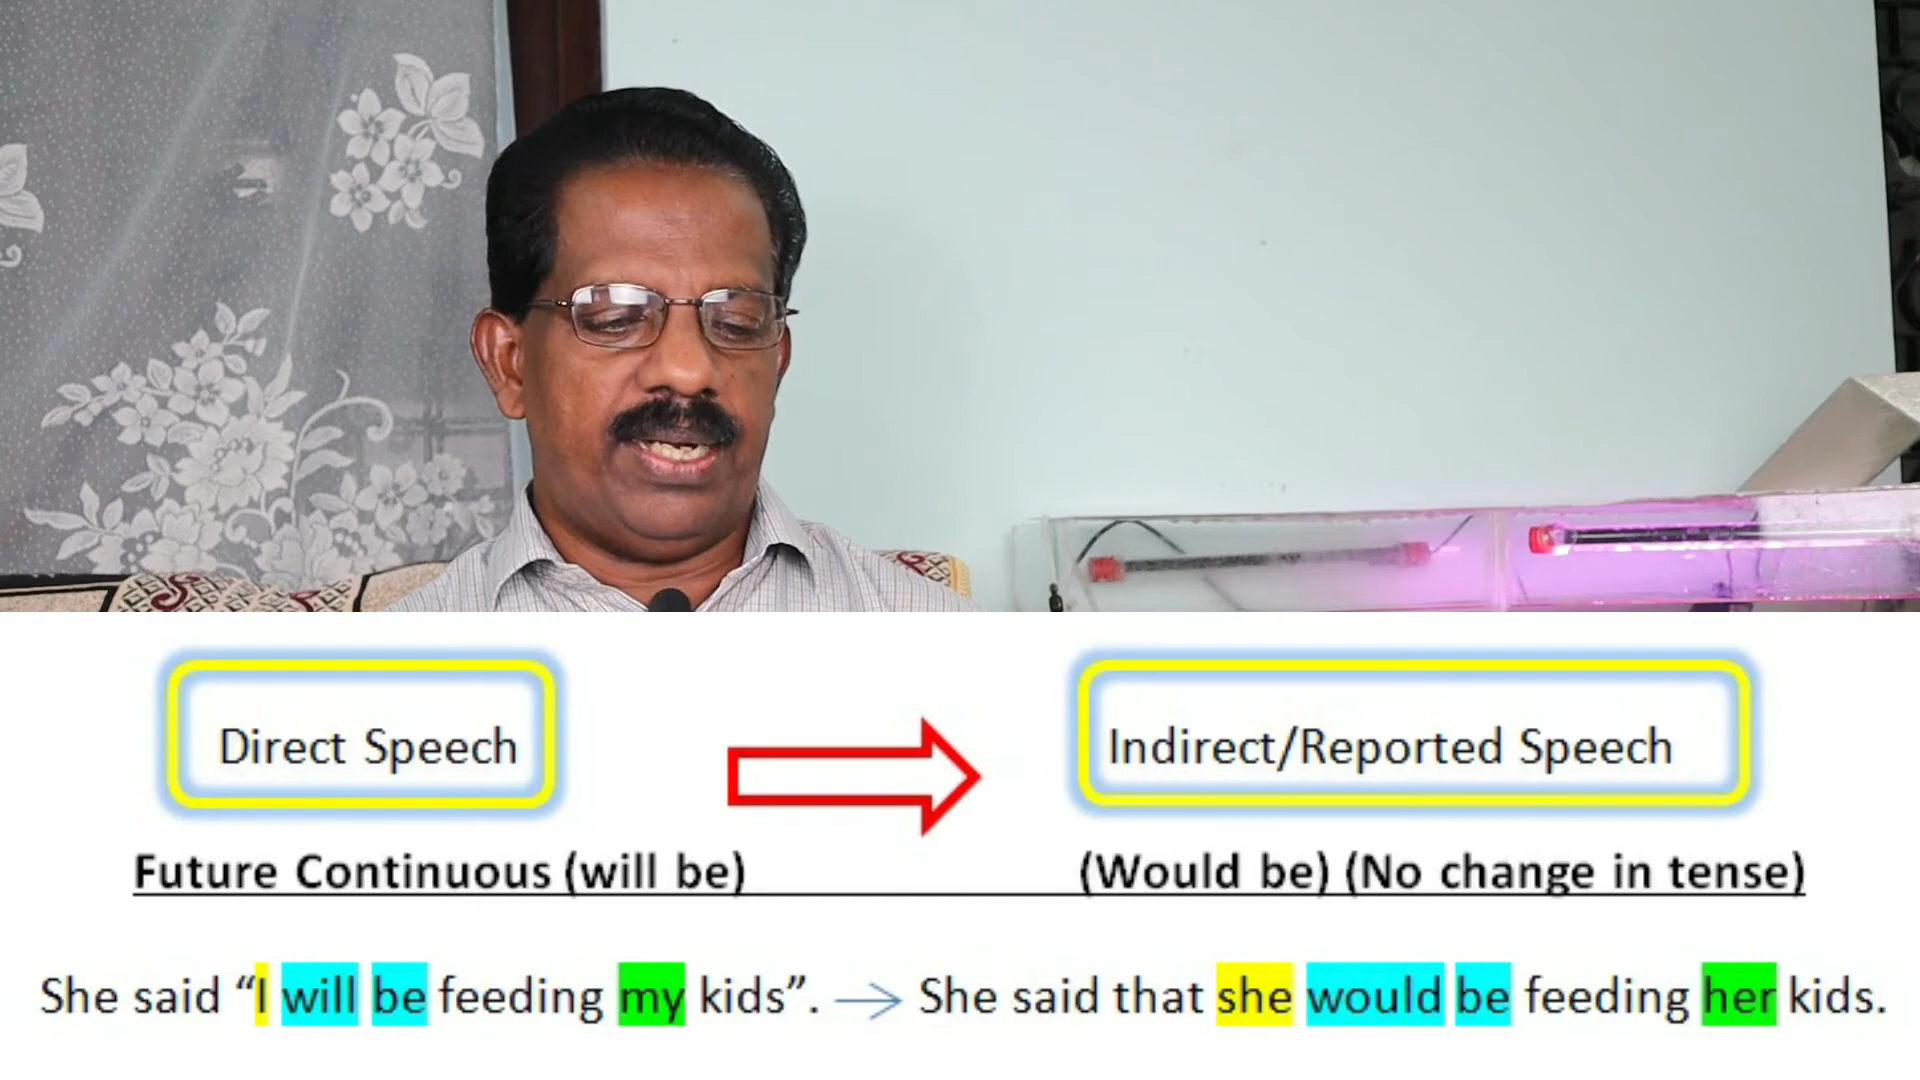 Direct Speech
Indirect/Reported Speech
Future Continuous (will be) (Would be) (No change in tense)
She said “I will be feeding my kids”. → She said that she would be feeding her kids.